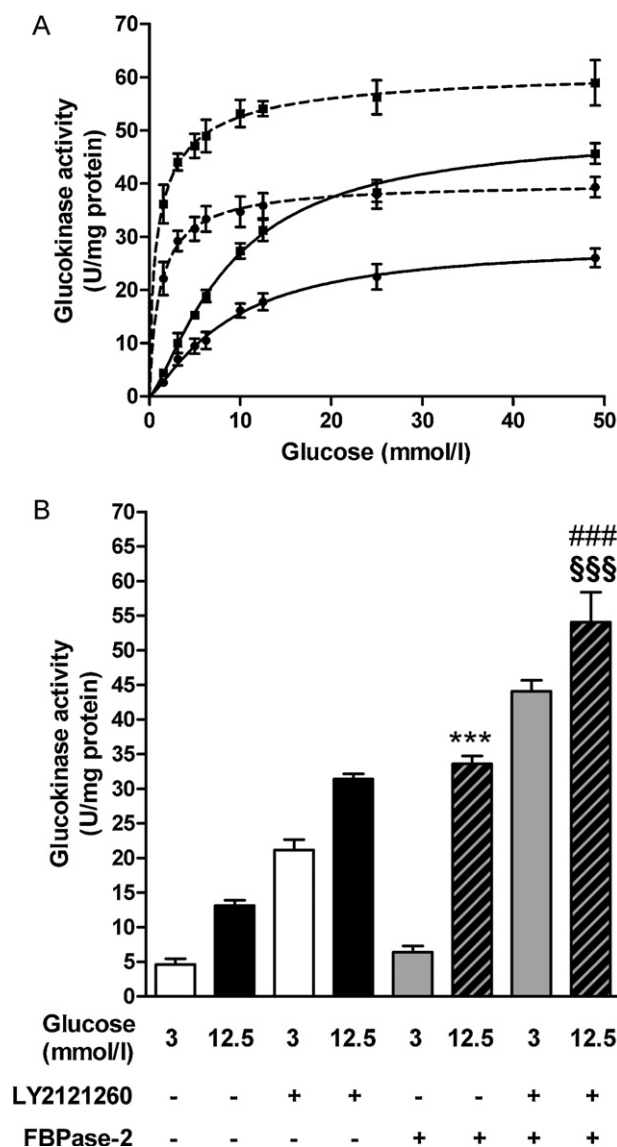 A
70
60
50
40
30
20
10
0
Glucokinase activity
(U/mg protein)
0 10 20 30 40 50
Glucose (mmol/l)
B
70
65
60
55
50
45
40
35
30
25
20
15
10
5
0
Glucokinase activity
(U/mg protein)
###
§§§
***
Glucose
(mmol/l) 3 12.5 3 12.5 3 12.5 3 12.5
LY2121260 - - + + - - + +
FBPase-2 - - - - + + + +